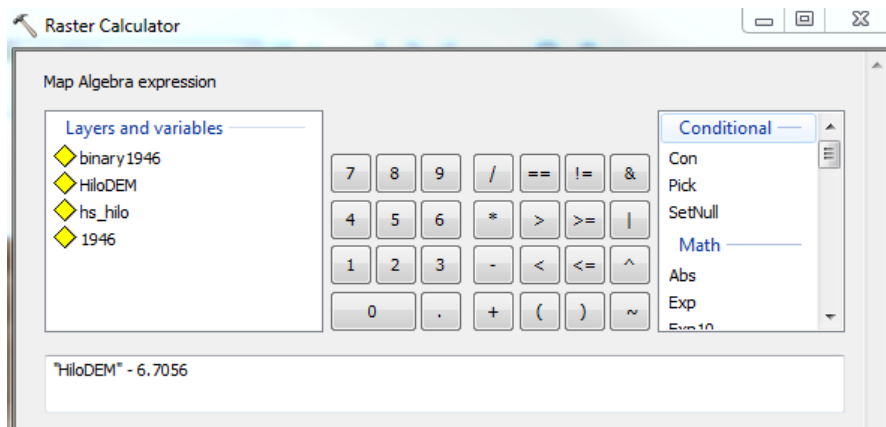 Raster Calculator
Map Algebra expression
Layers and variables
binary1946
HiloDEM
hs_hilo
1946
7 8 9 / == != &
4 5 6 * > >= |
1 2 3 - < <= ^
0 . + ( ) ~
Conditional
Con
Pick
SetNull
Math
Abs
Exp
Exp10
"HiloDEM" - 6.7056